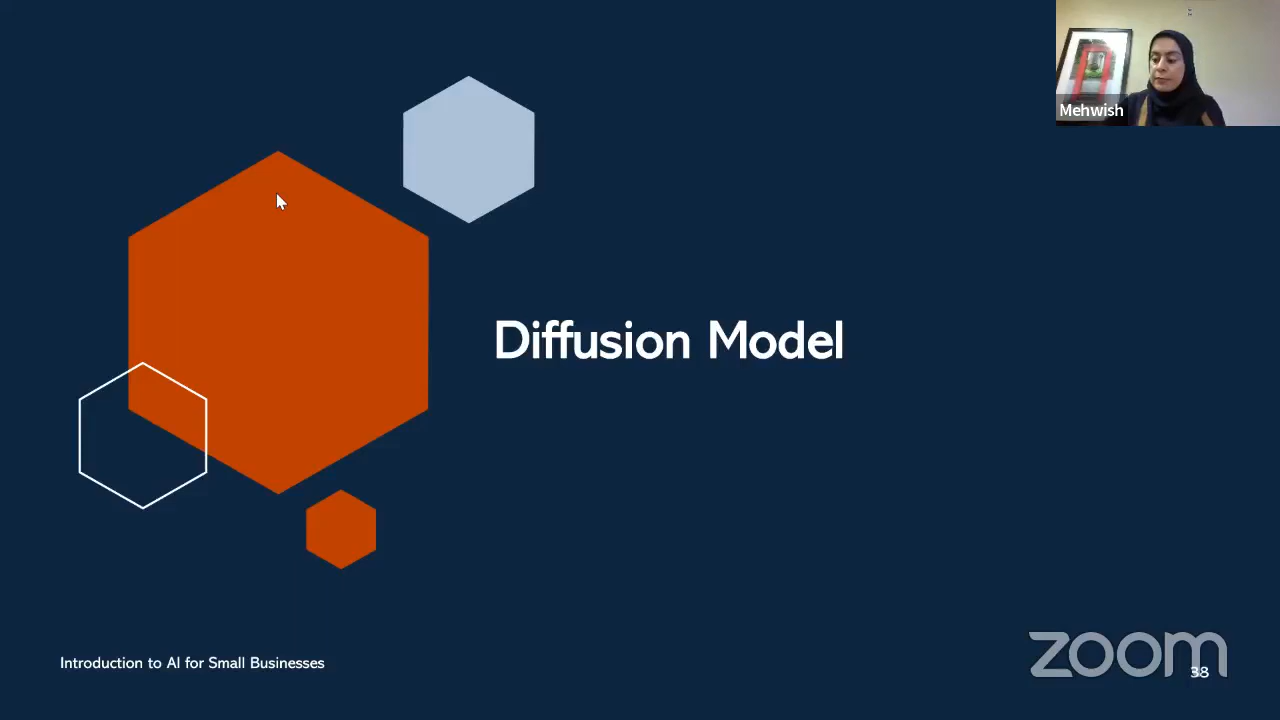 Mehwish
Diffusion Model
Introduction to AI for Small Businesses
zoom
38